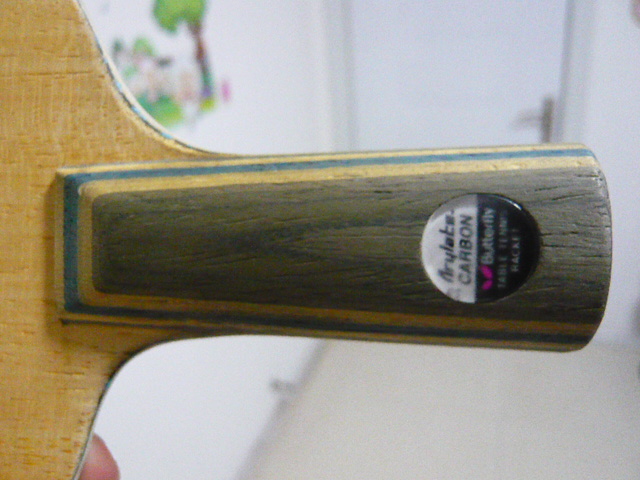 Arylate
CARBON
Butterfly
TABLE TENNIS
RACKET